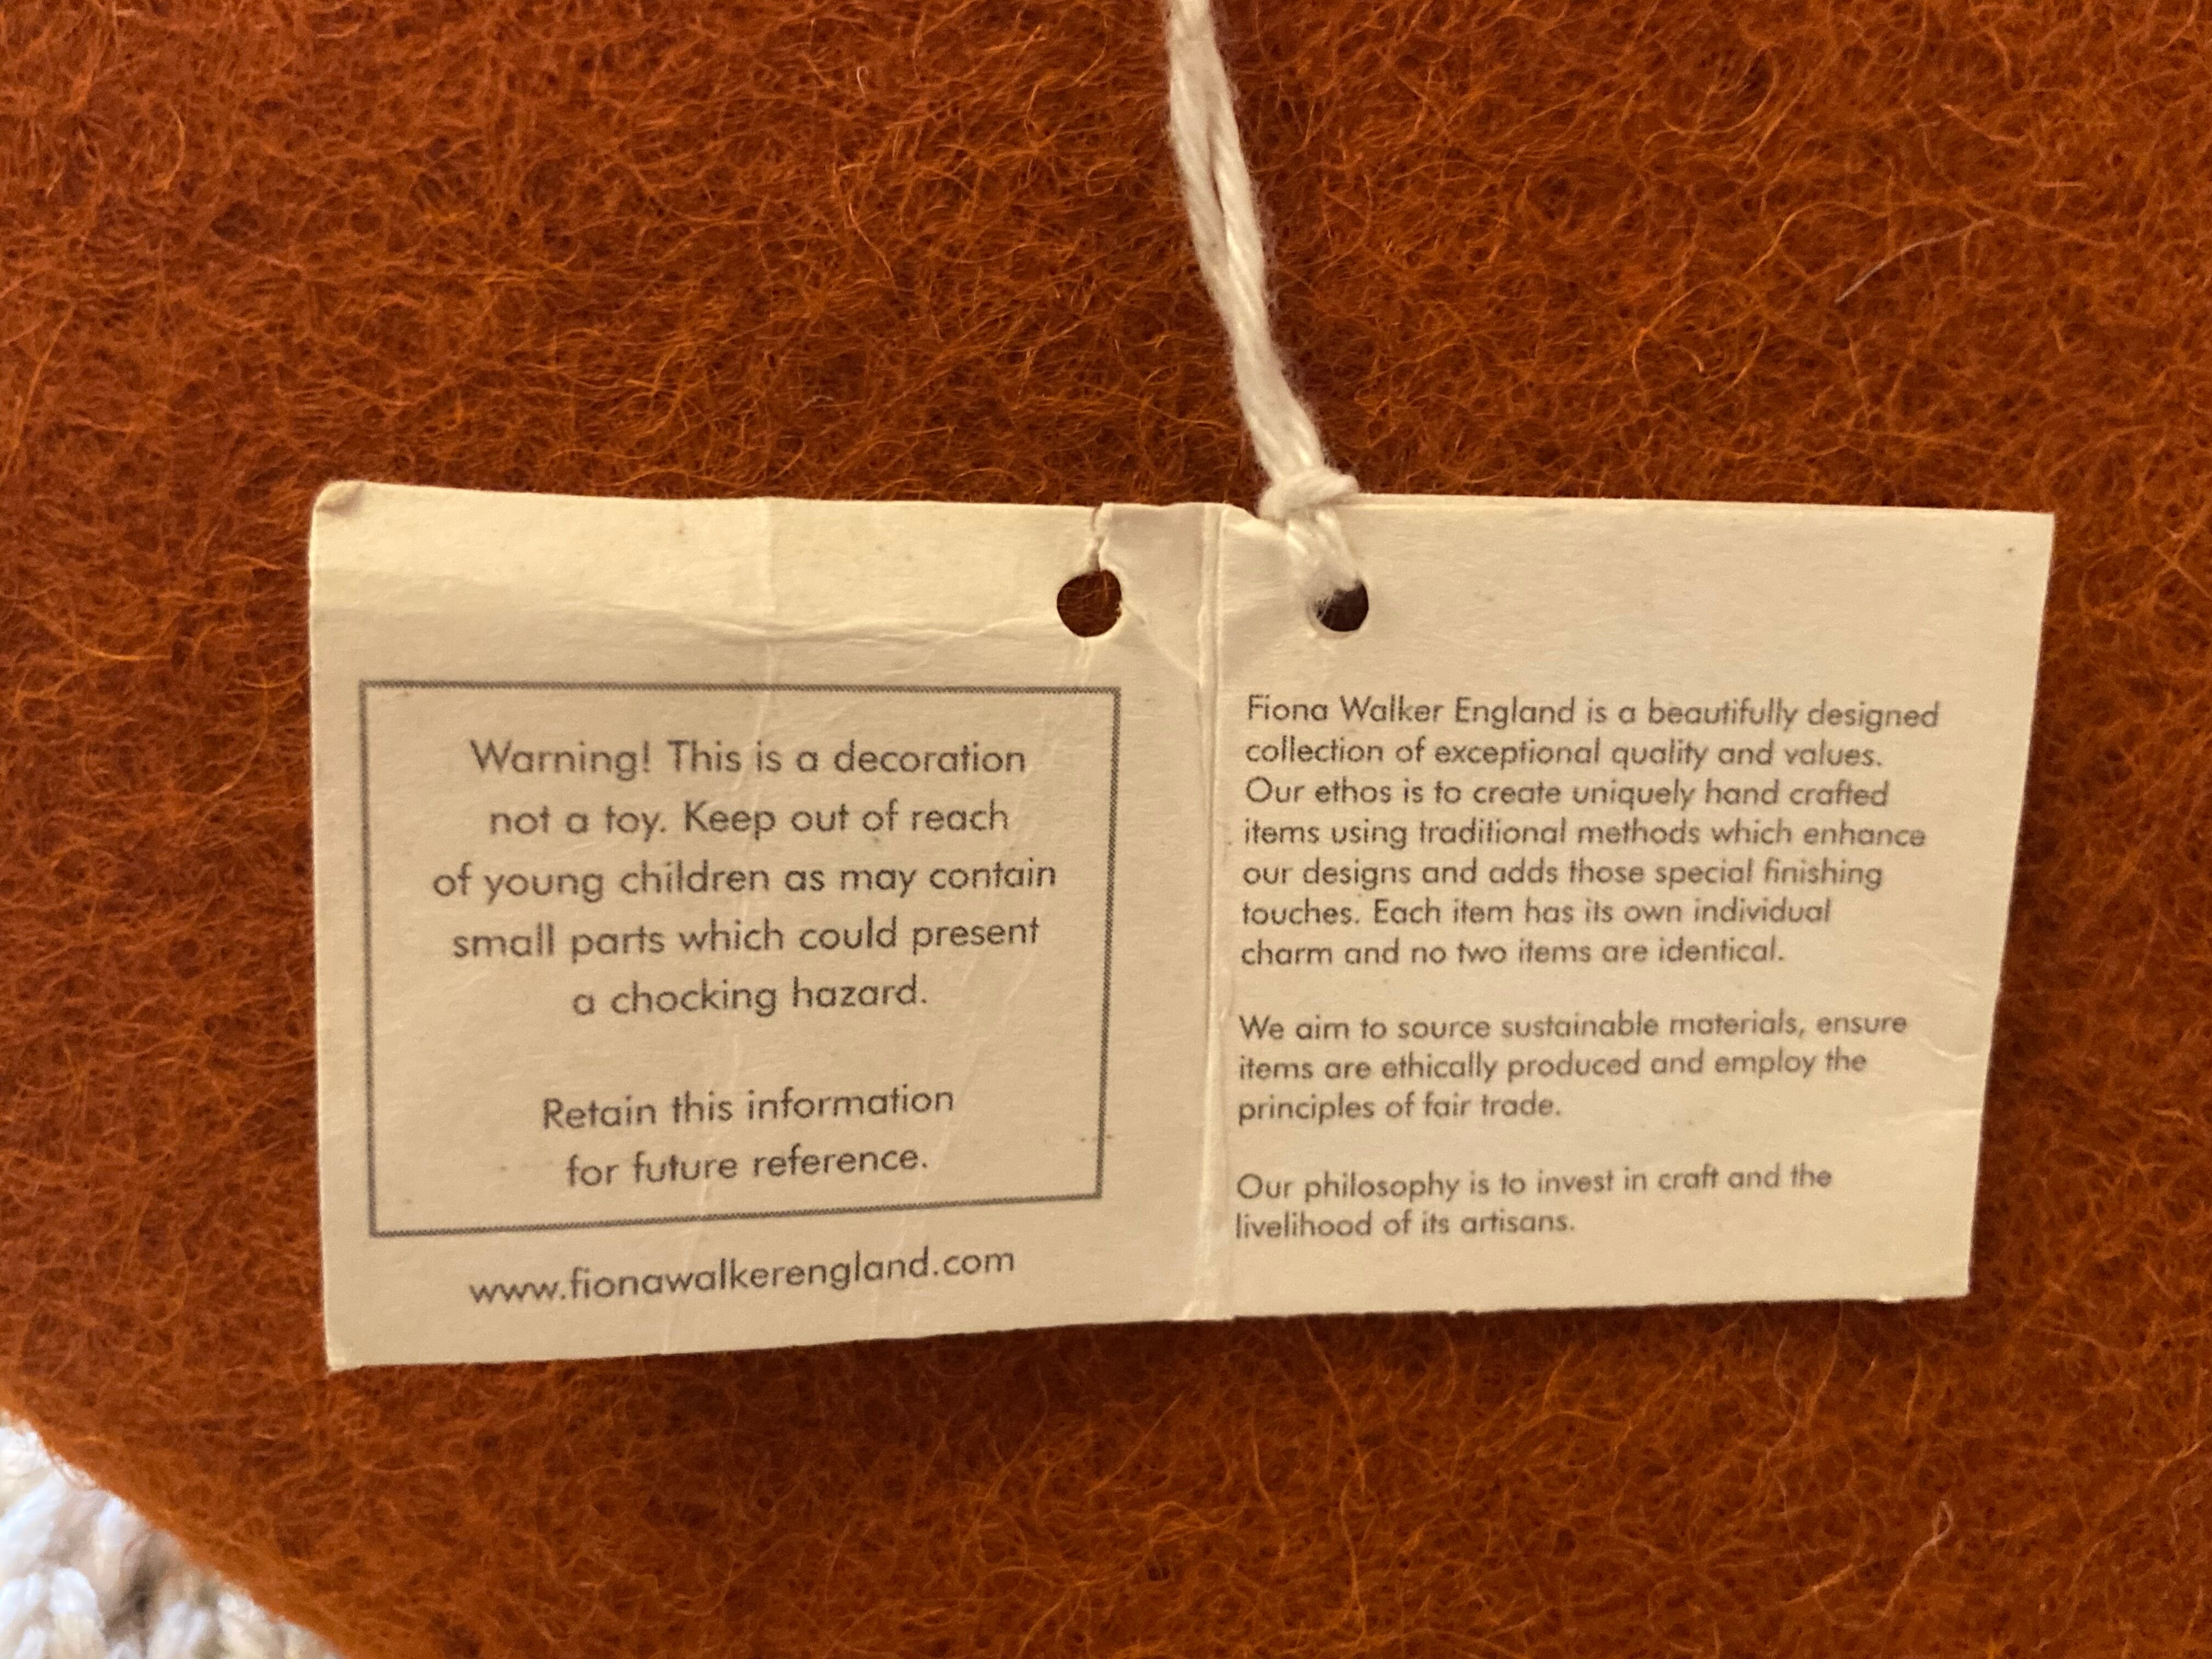 Warning! This is a decoration
not a toy. Keep out of reach
of young children as may contain
small parts which could present
a chocking hazard.
Retain this information
for future reference.
www.fionawalkerengland.com
Fiona Walker England is a beautifully designed
collection of exceptional quality and values.
Our ethos is to create uniquely hand crafted
items using traditional methods which enhance
our designs and adds those special finishing
touches. Each item has its own individual
charm and no two items are identical.
We aim to source sustainable materials, ensure
items are ethically produced and employ the
principles of fair trade.
Our philosophy is to invest in craft and the
livelihood of its artisans.